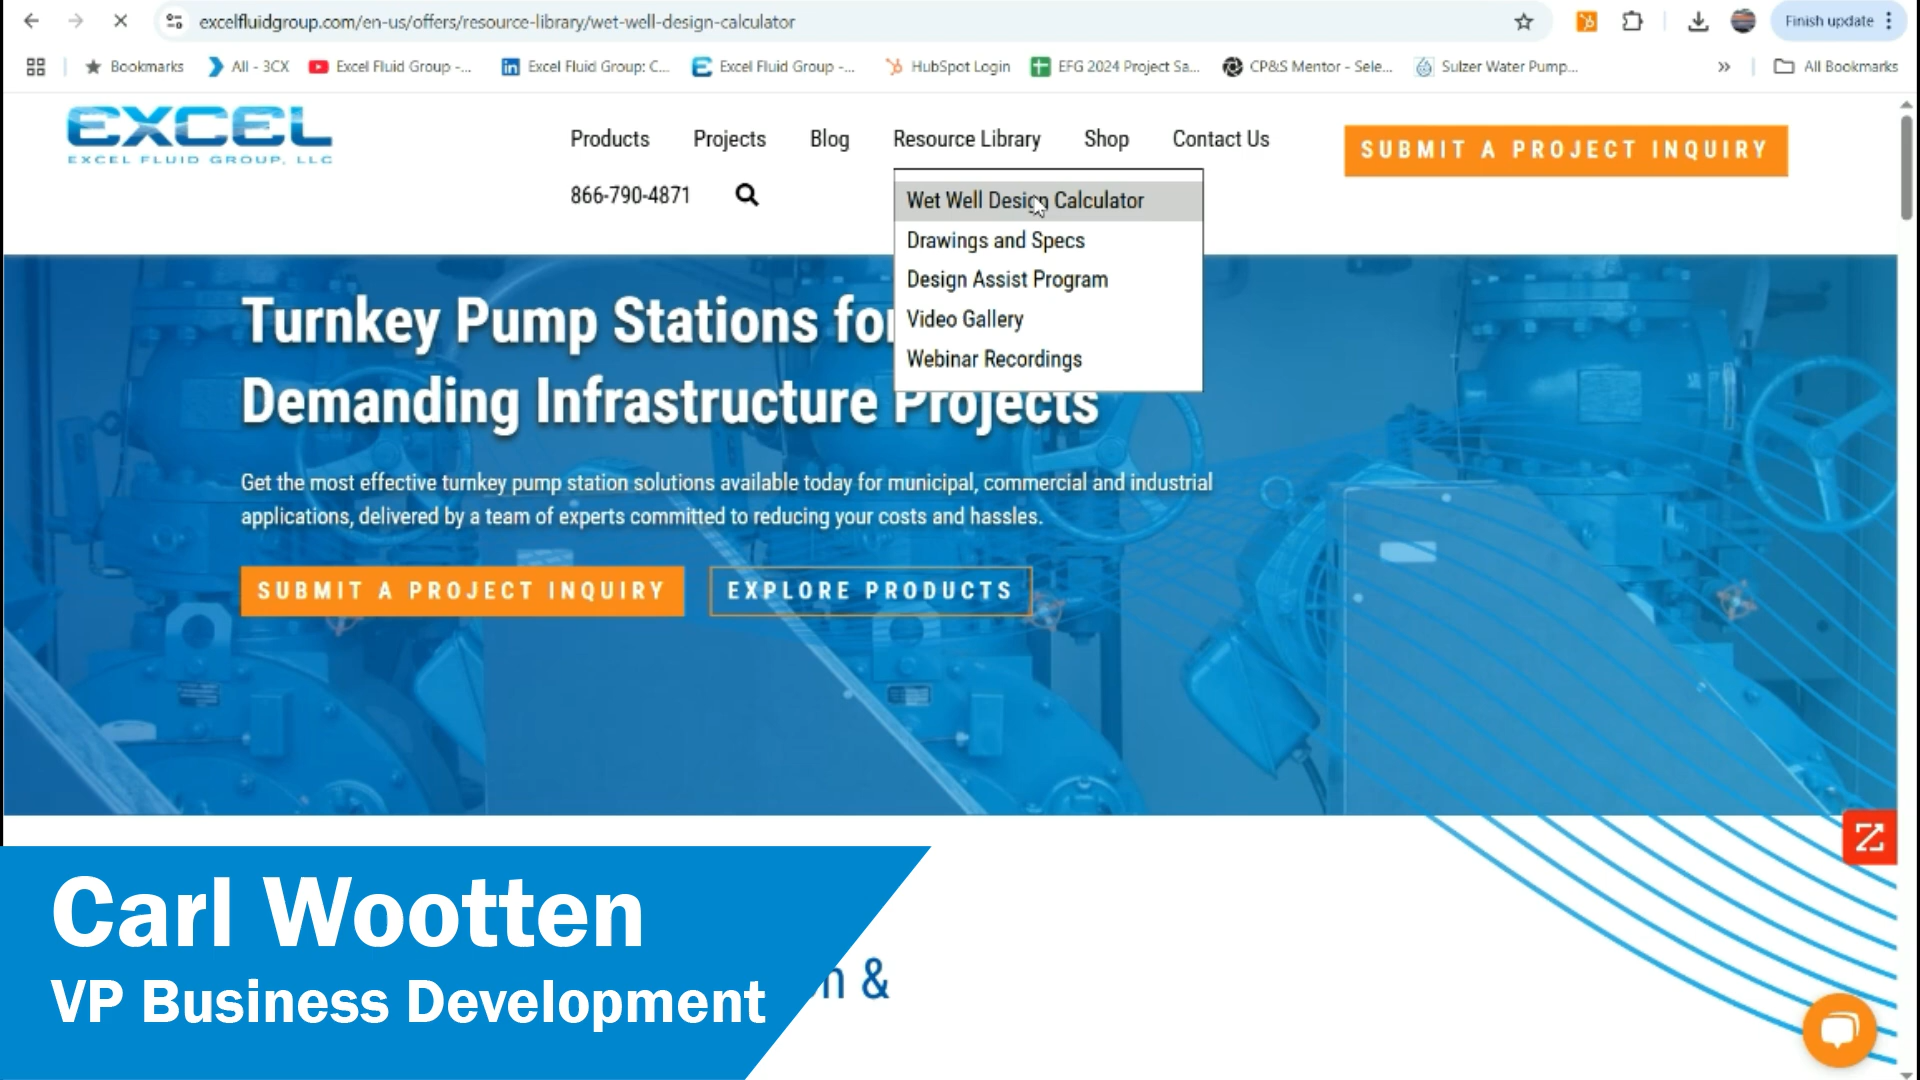 excelfluidgroup.com/en-us/offers/resource-library/wet-well-design-calculator
Finish update
Bookmarks
All - 3CX
Excel Fluid Group -...
Excel Fluid Group: C...
Excel Fluid Group -...
HubSpot Login
EFG 2024 Project Sa...
CP&S Mentor - Sele...
Sulzer Water Pump...
All Bookmarks
EXCEL
EXCEL FLUID GROUP, LLC
Products Projects Blog Resource Library Shop Contact Us
SUBMIT A PROJECT INQUIRY
866-790-4871
Wet Well Design Calculator
Drawings and Specs
Design Assist Program
Video Gallery
Webinar Recordings
Turnkey Pump Stations for
Demanding Infrastructure Projects
Get the most effective turnkey pump station solutions available today for municipal, commercial and industrial
applications, delivered by a team of experts committed to reducing your costs and hassles.
SUBMIT A PROJECT INQUIRY
EXPLORE PRODUCTS
&
Carl Wootten
VP Business Development